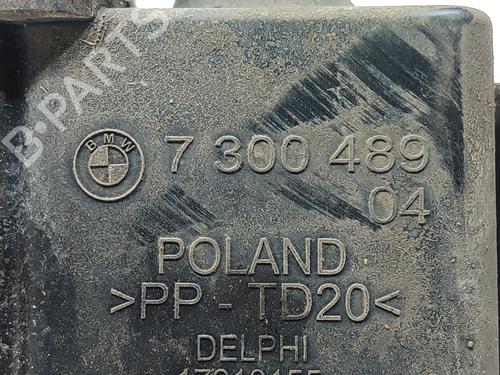 B-PARTS
BMW 7 300 489
04
POLAND
>PP - TD20<
DELPHI